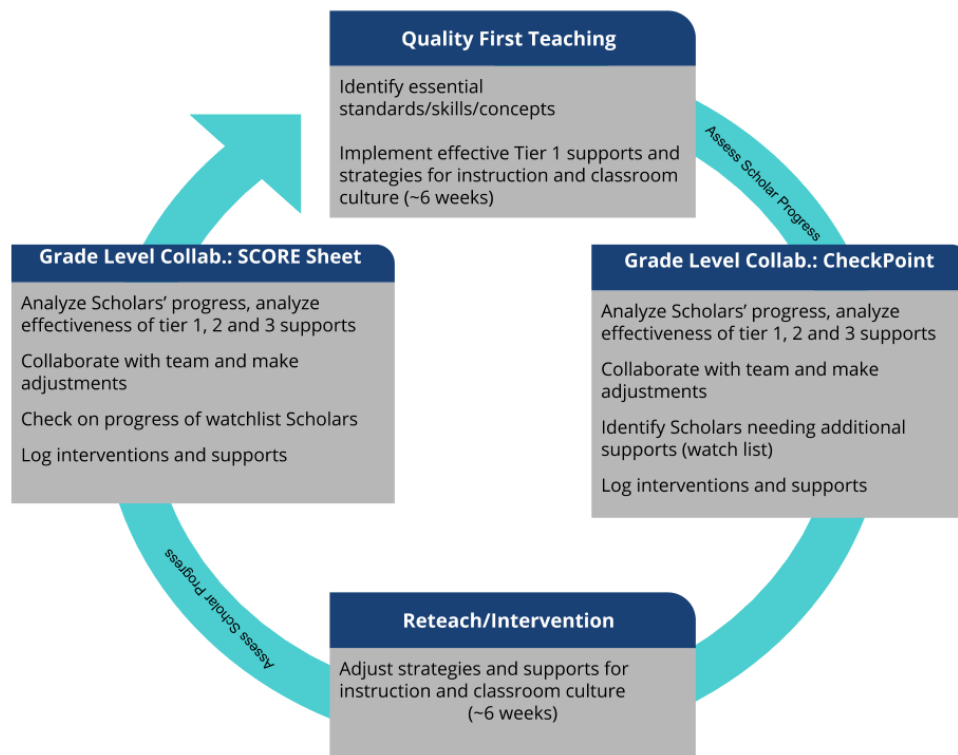 Quality First Teaching
Identify essential
standards/skills/concepts
Implement effective Tier 1 supports and
strategies for instruction and classroom
culture (~6 weeks)
Assess Scholar Progress
Grade Level Collab.: CheckPoint
Analyze Scholars’ progress, analyze
effectiveness of tier 1, 2 and 3 supports
Collaborate with team and make
adjustments
Identify Scholars needing additional
supports (watch list)
Log interventions and supports
Reteach/Intervention
Adjust strategies and supports for
instruction and classroom culture
(~6 weeks)
Assess Scholar Progress
Grade Level Collab.: SCORE Sheet
Analyze Scholars’ progress, analyze
effectiveness of tier 1, 2 and 3 supports
Collaborate with team and make
adjustments
Check on progress of watchlist Scholars
Log interventions and supports